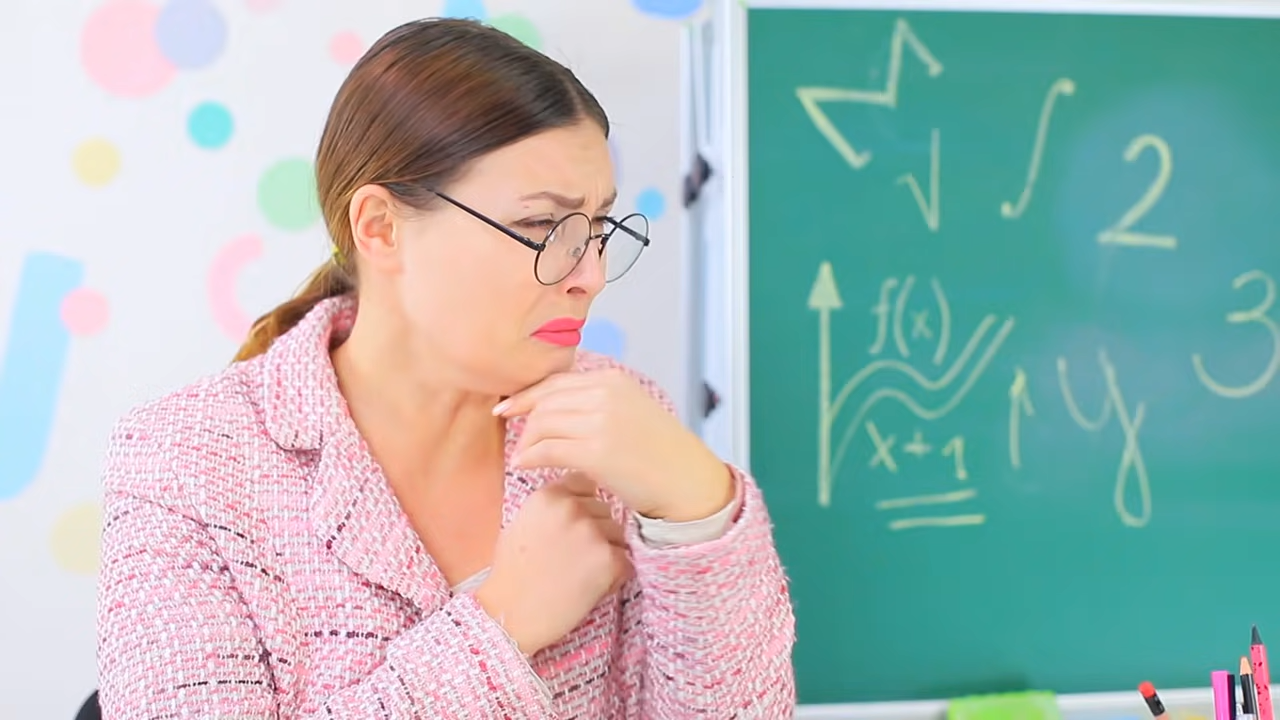 √ ∫ 2
f(x)
3
y
x+1